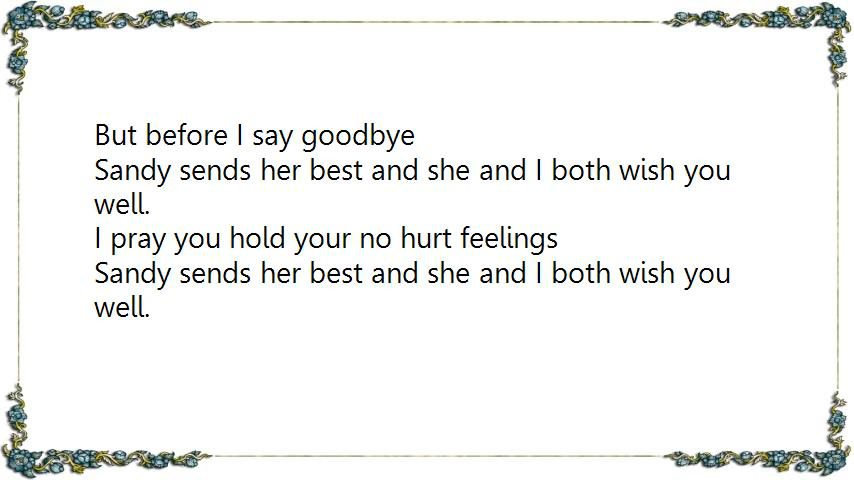 But before I say goodbye
Sandy sends her best and she and I both wish you
well.
I pray you hold your no hurt feelings
Sandy sends her best and she and I both wish you
well.